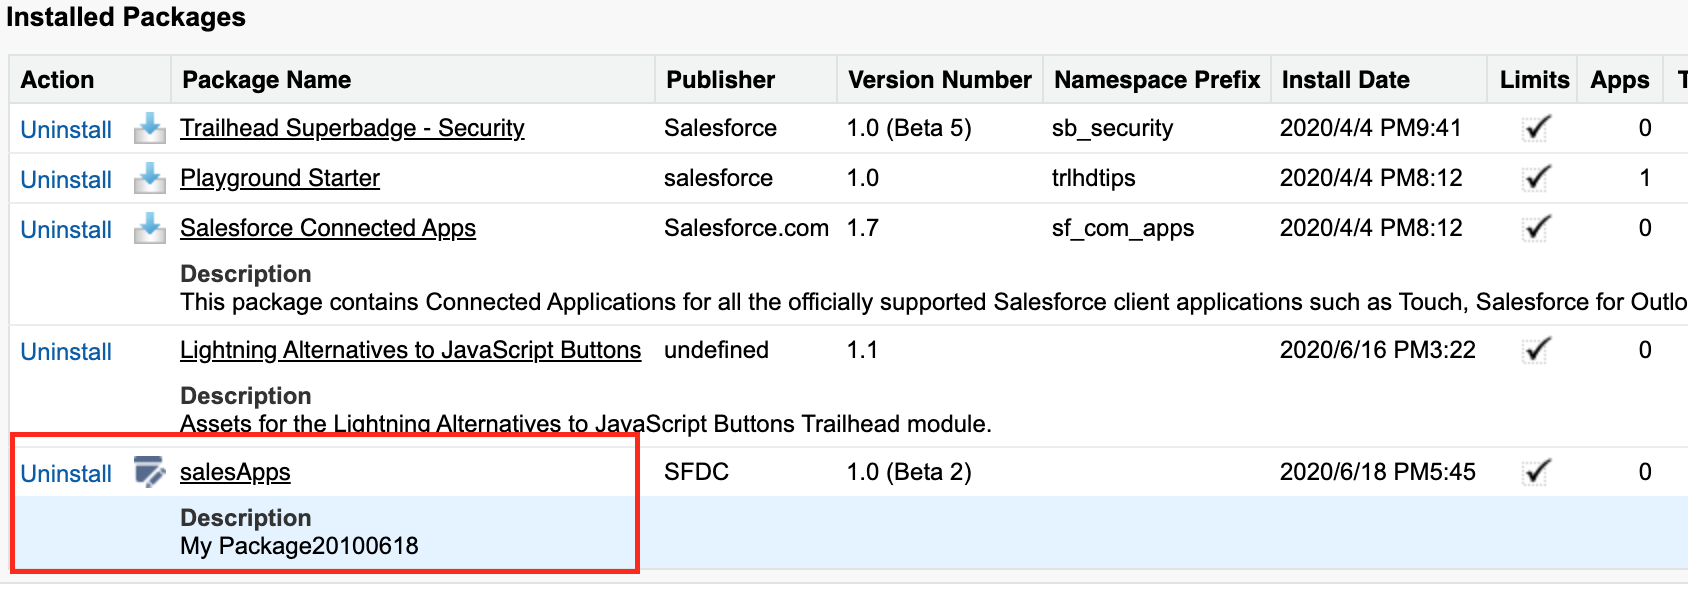 Installed Packages
Action Package Name Publisher Version Number Namespace Prefix Install Date Limits Apps T
Uninstall Trailhead Superbadge - Security Salesforce 1.0 (Beta 5) sb_security 2020/4/4 PM9:41 0
Uninstall Playground Starter salesforce 1.0 trlhdtips 2020/4/4 PM8:12 1
Uninstall Salesforce Connected Apps Salesforce.com 1.7 sf_com_apps 2020/4/4 PM8:12 0
Description
This package contains Connected Applications for all the officially supported Salesforce client applications such as Touch, Salesforce for Outlo
Uninstall Lightning Alternatives to JavaScript Buttons undefined 1.1 2020/6/16 PM3:22 0
Description
Assets for the Lightning Alternatives to JavaScript Buttons Trailhead module.
Uninstall salesApps SFDC 1.0 (Beta 2) 2020/6/18 PM5:45 0
Description
My Package20100618